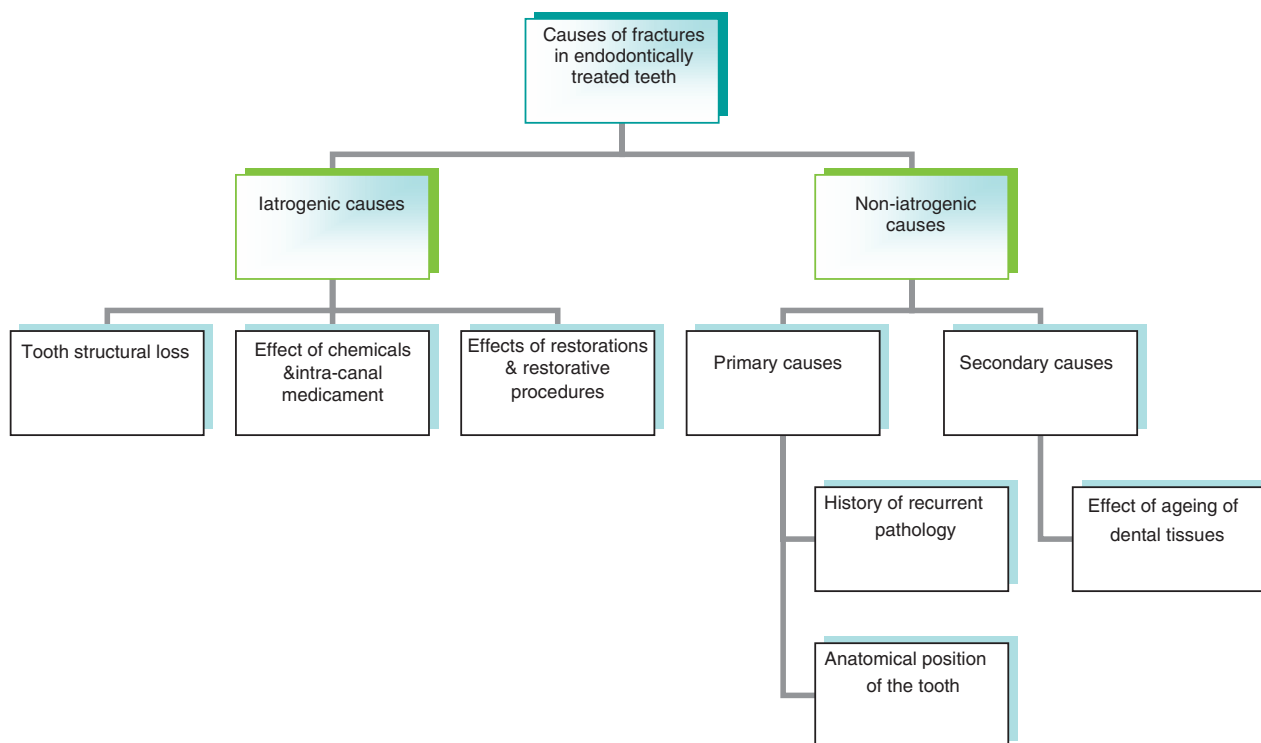 Causes of fractures
in endodontically
treated teeth
Iatrogenic causes
Non-iatrogenic
causes
Tooth structural loss
Effect of chemicals
&intra-canal
medicament
Effects of restorations
& restorative
procedures
Primary causes
Secondary causes
History of recurrent
pathology
Effect of ageing of
dental tissues
Anatomical position
of the tooth